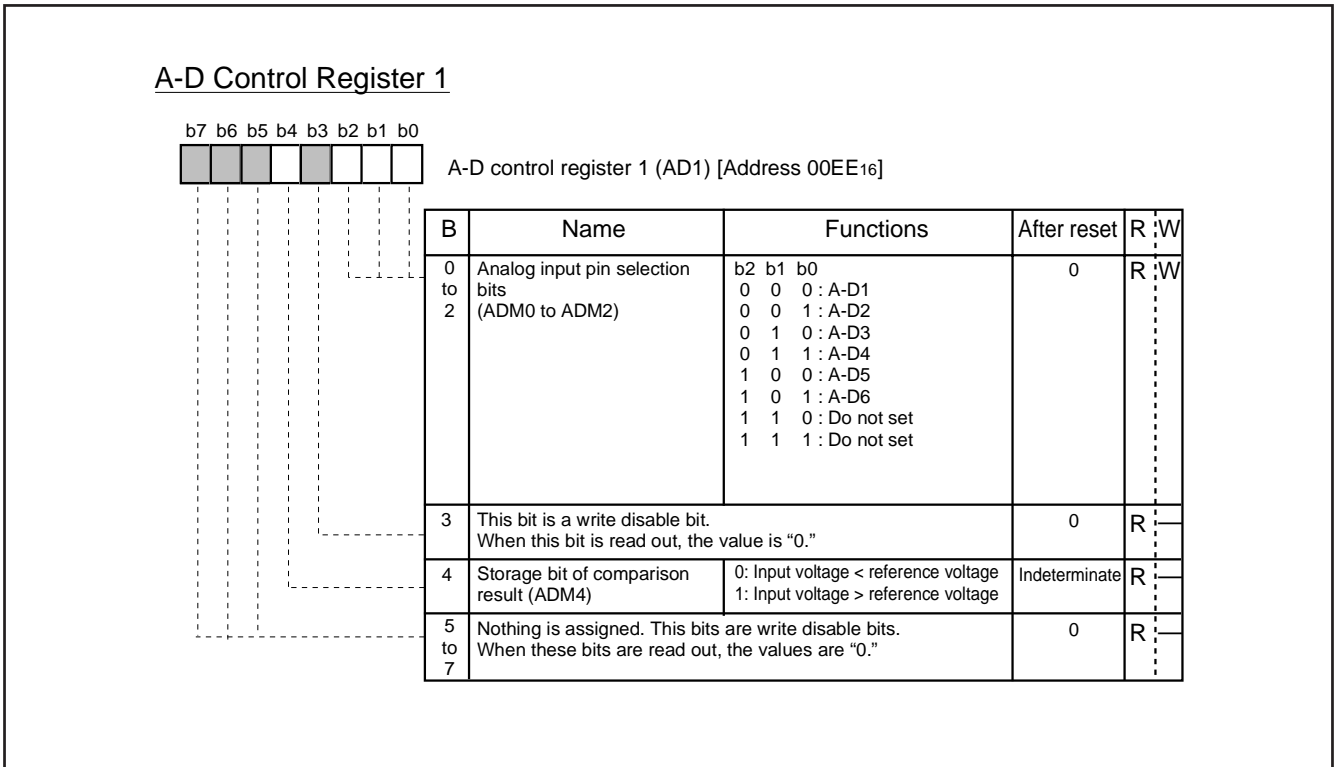 A-D Control Register 1
b7 b6 b5 b4 b3 b2 b1 b0
A-D control register 1 (AD1) [Address 00EE16]
B Name Functions After reset R W
0 to 2
Analog input pin selection
bits
(ADM0 to ADM2)
b2 b1 b0
0 0 0 : A-D1
0 0 1 : A-D2
0 1 0 : A-D3
0 1 1 : A-D4
1 0 0 : A-D5
1 0 1 : A-D6
1 1 0 : Do not set
1 1 1 : Do not set
0 R W
3 This bit is a write disable bit.
When this bit is read out, the value is “0.”
0 R —
4 Storage bit of comparison
result (ADM4)
0: Input voltage < reference voltage
1: Input voltage > reference voltage
Indeterminate R —
5 to 7
Nothing is assigned. This bits are write disable bits.
When these bits are read out, the values are “0.”
0 R —